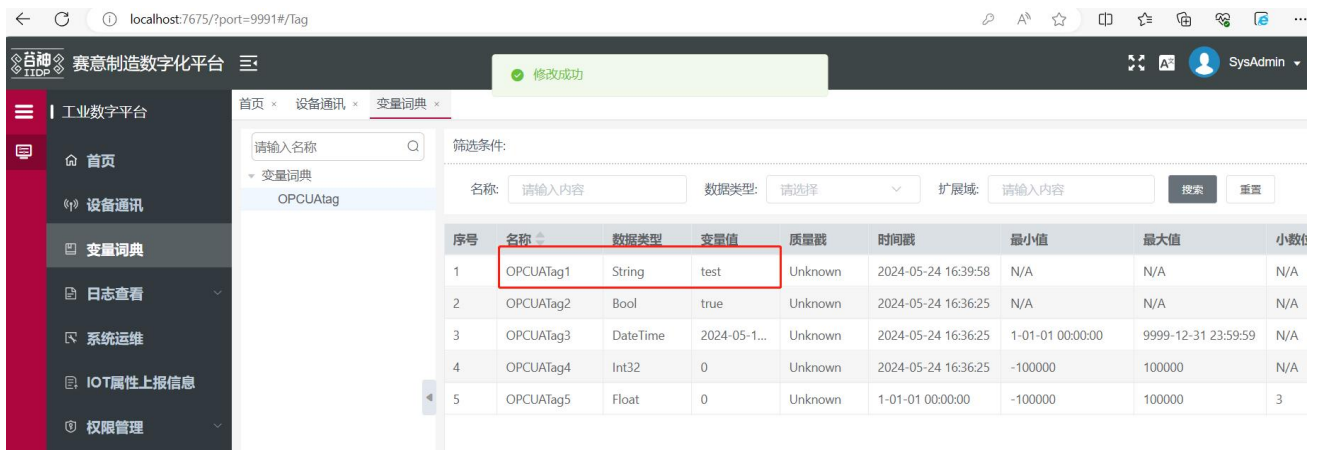 localhost:7675/?port=9991#/Tag
谷神 IIDP 赛意制造数字化平台
修改成功
SysAdmin
工业数字平台
首页
设备通讯
变量词典
日志查看
系统运维
IOT属性上报信息
权限管理
首页 × 设备通讯 × 变量词典 ×
请输入名称
变量词典
OPCUAtag
筛选条件:
名称: 请输入内容 数据类型: 请选择 扩展域: 请输入内容 搜索 重置
序号 名称 数据类型 变量值 质量戳 时间戳 最小值 最大值 小数位
1 OPCUATag1 String test Unknown 2024-05-24 16:39:58 N/A N/A N/A
2 OPCUATag2 Bool true Unknown 2024-05-24 16:36:25 N/A N/A N/A
3 OPCUATag3 DateTime 2024-05-1... Unknown 2024-05-24 16:36:25 1-01-01 00:00:00 9999-12-31 23:59:59 N/A
4 OPCUATag4 Int32 0 Unknown 2024-05-24 16:36:25 -100000 100000 N/A
5 OPCUATag5 Float 0 Unknown 1-01-01 00:00:00 -100000 100000 3